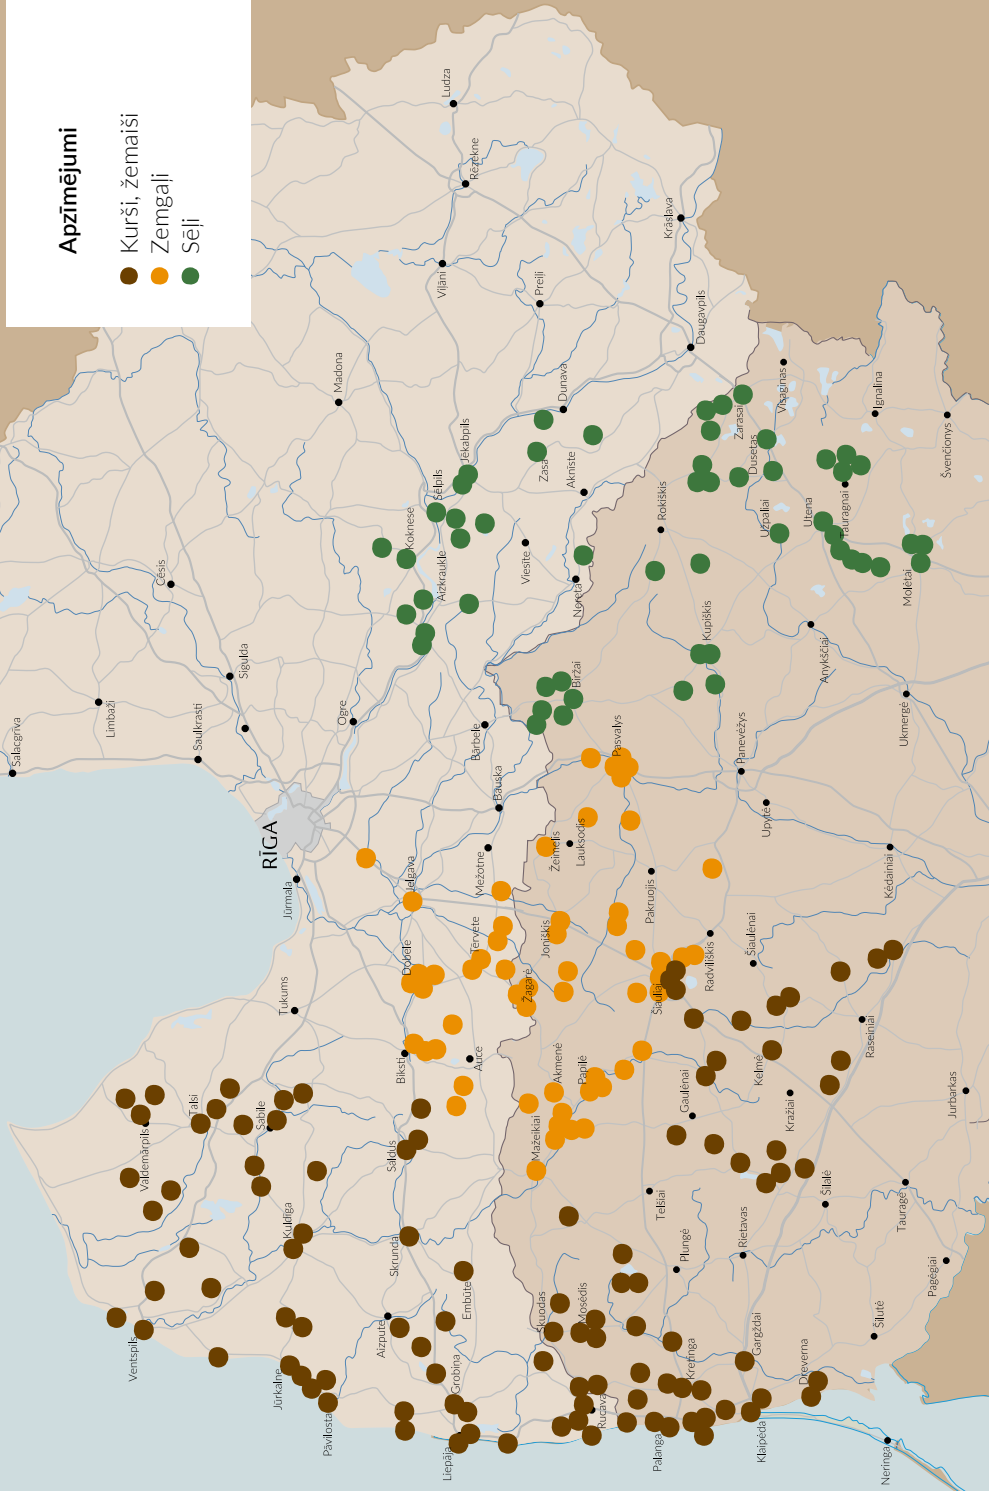 Apzīmējumi
Kurši, žemaiši
Zemgaļi
Sēļi
Salacgrīva
Limbaži
Saulkrasti
Cēsis
Sigulda
RĪGA
Jūrmala
Ogre
Madona
Ludza
Rēzekne
Viļāni
Preiļi
Krāslava
Daugavpils
Dunava
Jēkabpils
Sēlpils
Koknese
Aizkraukle
Zasa
Aknīste
Viesīte
Nereta
Bārbele
Bauska
Mežotne
Jelgava
Tērvete
Dobele
Tukums
Biksti
Auce
Talsi
Sabile
Valdemārpils
Saldus
Kuldīga
Skrunda
Embūte
Ventspils
Aizpute
Jūrkalne
Pāvilosta
Grobiņa
Liepāja
Rucava
Visaginas
Zarasai
Ignalina
Švenčionys
Dusetas
Rokiškis
Užpaliai
Utena
Tauragnai
Molėtai
Kupiškis
Anykščiai
Biržai
Pasvalys
Panevėžys
Ukmergė
Upytė
Žeimelis
Lauksodis
Pakruojis
Kėdainiai
Joniškis
Žagarė
Šiauliai
Radviliškis
Šiaulėnai
Raseiniai
Akmenė
Papilė
Mažeikiai
Gaulėnai
Kelmė
Kražiai
Jurbarkas
Telšiai
Šilalė
Tauragė
Plungė
Rietavas
Pagėgiai
Skuodas
Mosėdis
Kretinga
Gargždai
Šilutė
Dreverna
Palanga
Klaipėda
Neringa